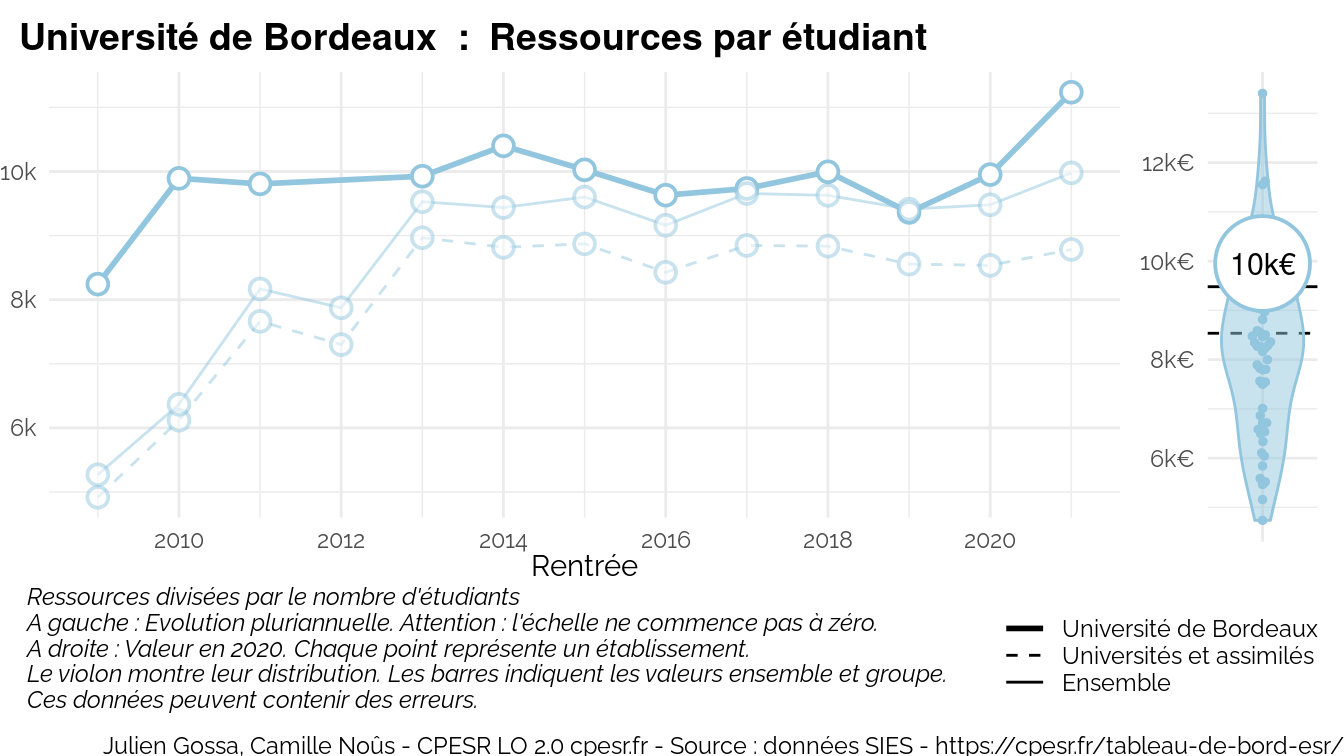 Université de Bordeaux : Ressources par étudiant
10k
8k
6k
2010 2012 2014 2016 2018 2020
Rentrée
12k€
10k€
8k€
6k€
10k€
Ressources divisées par le nombre d'étudiants
A gauche : Evolution pluriannuelle. Attention : l'échelle ne commence pas à zéro.
A droite : Valeur en 2020. Chaque point représente un établissement.
Le violon montre leur distribution. Les barres indiquent les valeurs ensemble et groupe.
Ces données peuvent contenir des erreurs.
Université de Bordeaux
Universités et assimilés
Ensemble
Julien Gossa, Camille Noûs - CPESR LO 2.0 cpesr.fr - Source : données SIES - https://cpesr.fr/tableau-de-bord-esr/